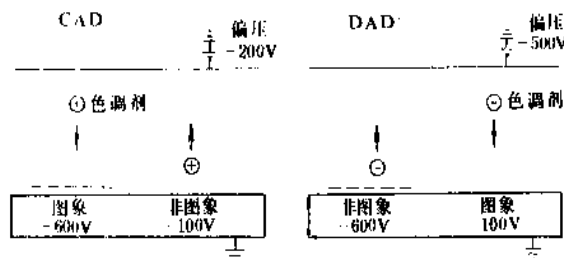 CAD
偏压
-200V
⊕色调剂
⊕
图象
-600V
非图象
-100V
DAD
偏压
-500V
⊖色调剂
⊖
非图象
-600V
图象
100V